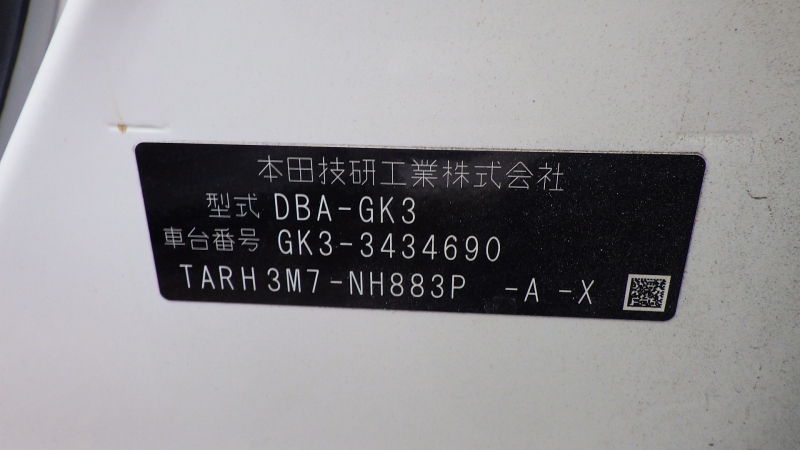 本田技研工業株式会社
型式 DBA-GK3
車台番号 GK3-3434690
TARH3M7-NH883P -A -X